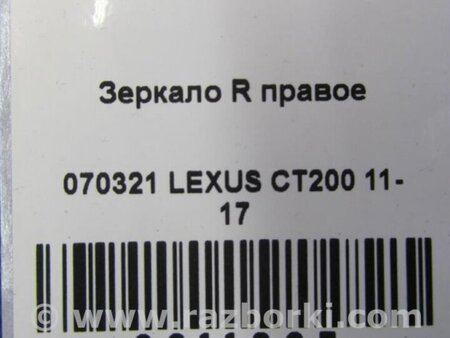 Зеркало R правое
070321 LEXUS CT200 11-
17
www.razborki.com